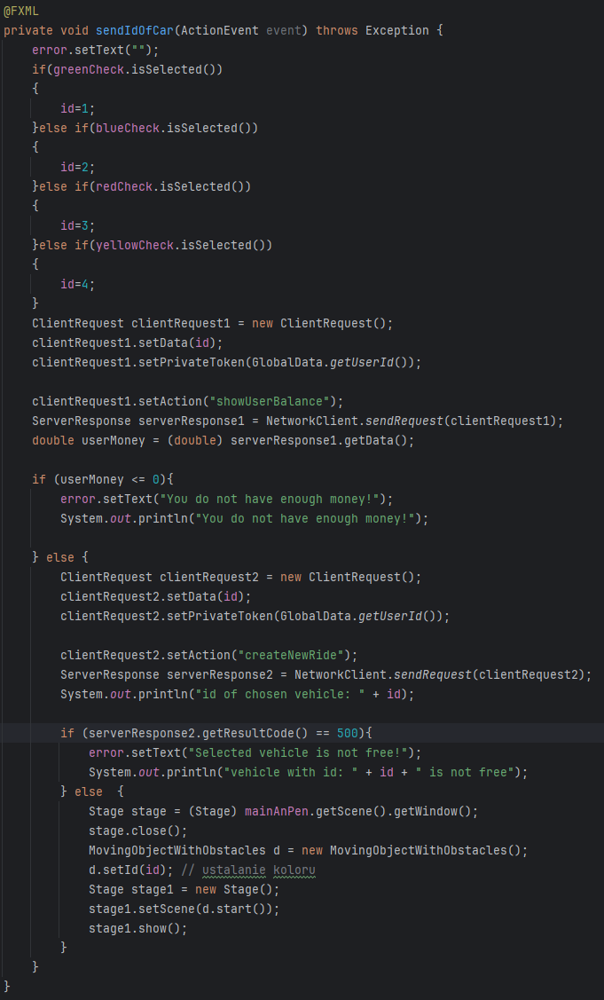 @FXML
private void sendIdOfCar(ActionEvent event) throws Exception {
    error.setText("");
    if(greenCheck.isSelected())
    {
        id=1;
    }else if(blueCheck.isSelected())
    {
        id=2;
    }else if(redCheck.isSelected())
    {
        id=3;
    }else if(yellowCheck.isSelected())
    {
        id=4;
    }
    ClientRequest clientRequest1 = new ClientRequest();
    clientRequest1.setData(id);
    clientRequest1.setPrivateToken(GlobalData.getUserId());

    clientRequest1.setAction("showUserBalance");
    ServerResponse serverResponse1 = NetworkClient.sendRequest(clientRequest1);
    double userMoney = (double) serverResponse1.getData();

    if (userMoney <= 0){
        error.setText("You do not have enough money!");
        System.out.println("You do not have enough money!");

    } else {
        ClientRequest clientRequest2 = new ClientRequest();
        clientRequest2.setData(id);
        clientRequest2.setPrivateToken(GlobalData.getUserId());

        clientRequest2.setAction("createNewRide");
        ServerResponse serverResponse2 = NetworkClient.sendRequest(clientRequest2);
        System.out.println("id of chosen vehicle: " + id);

        if (serverResponse2.getResultCode() == 500){
            error.setText("Selected vehicle is not free!");
            System.out.println("vehicle with id: " + id + " is not free");
        } else  {
            Stage stage = (Stage) mainAnPen.getScene().getWindow();
            stage.close();
            MovingObjectWithObstacles d = new MovingObjectWithObstacles();
            d.setId(id); // ustalanie koloru
            Stage stage1 = new Stage();
            stage1.setScene(d.start());
            stage1.show();
        }
    }
}